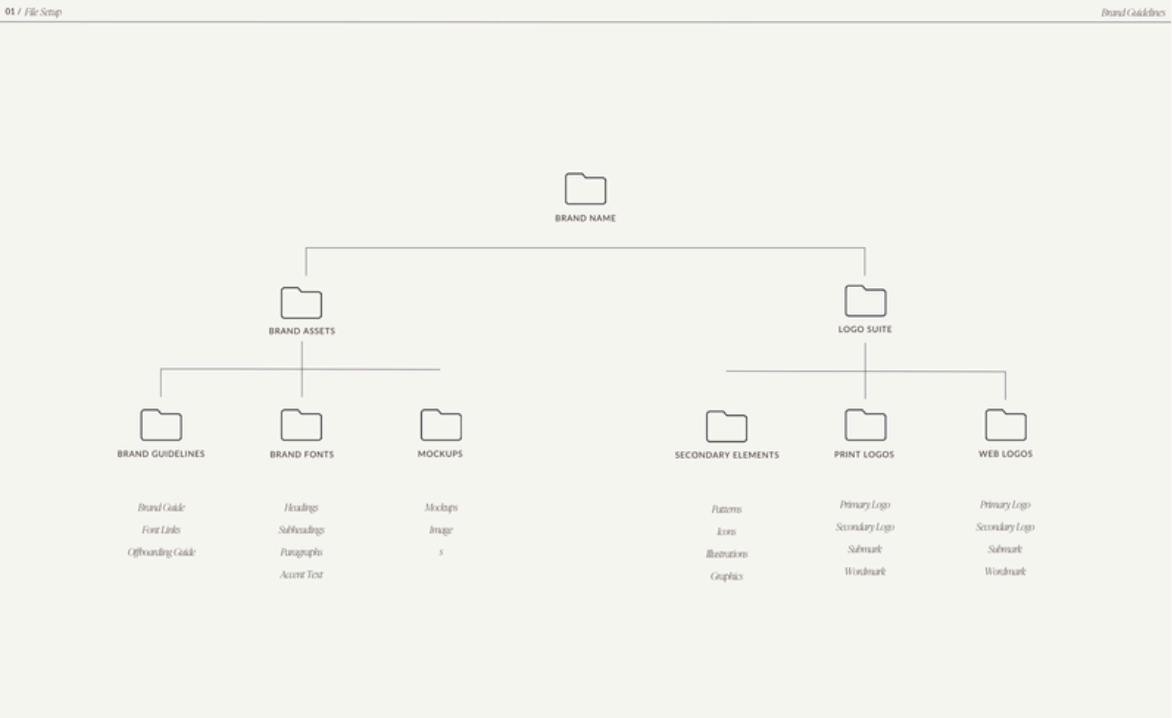 01 / File Setup
Brand Guidelines
BRAND NAME
BRAND ASSETS
LOGO SUITE
BRAND GUIDELINES
BRAND FONTS
MOCKUPS
SECONDARY ELEMENTS
PRINT LOGOS
WEB LOGOS
Brand Guide
Font Links
Offboarding Guide
Headings
Subheadings
Paragraphs
Accent Text
Mockups
Image
s
Patterns
Icons
Illustrations
Graphics
Primary Logo
Secondary Logo
Submark
Wordmark
Primary Logo
Secondary Logo
Submark
Wordmark